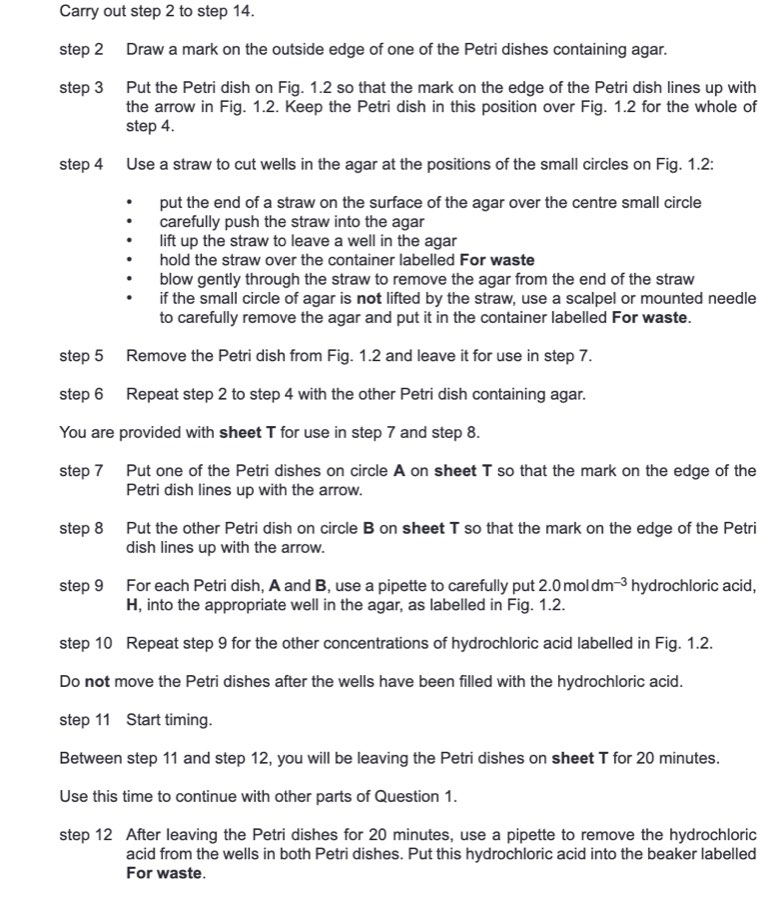 Carry out step 2 to step 14.
step 2 Draw a mark on the outside edge of one of the Petri dishes containing agar.
step 3 Put the Petri dish on Fig. 1.2 so that the mark on the edge of the Petri dish lines up with
the arrow in Fig. 1.2. Keep the Petri dish in this position over Fig. 1.2 for the whole of
step 4.
step 4 Use a straw to cut wells in the agar at the positions of the small circles on Fig. 1.2:
• put the end of a straw on the surface of the agar over the centre small circle
• carefully push the straw into the agar
• lift up the straw to leave a well in the agar
• hold the straw over the container labelled For waste
• blow gently through the straw to remove the agar from the end of the straw
• if the small circle of agar is not lifted by the straw, use a scalpel or mounted needle
to carefully remove the agar and put it in the container labelled For waste.
step 5 Remove the Petri dish from Fig. 1.2 and leave it for use in step 7.
step 6 Repeat step 2 to step 4 with the other Petri dish containing agar.
You are provided with sheet T for use in step 7 and step 8.
step 7 Put one of the Petri dishes on circle A on sheet T so that the mark on the edge of the
Petri dish lines up with the arrow.
step 8 Put the other Petri dish on circle B on sheet T so that the mark on the edge of the Petri
dish lines up with the arrow.
step 9 For each Petri dish, A and B, use a pipette to carefully put 2.0 mol dm⁻³ hydrochloric acid,
H, into the appropriate well in the agar, as labelled in Fig. 1.2.
step 10 Repeat step 9 for the other concentrations of hydrochloric acid labelled in Fig. 1.2.
Do not move the Petri dishes after the wells have been filled with the hydrochloric acid.
step 11 Start timing.
Between step 11 and step 12, you will be leaving the Petri dishes on sheet T for 20 minutes.
Use this time to continue with other parts of Question 1.
step 12 After leaving the Petri dishes for 20 minutes, use a pipette to remove the hydrochloric
acid from the wells in both Petri dishes. Put this hydrochloric acid into the beaker labelled
For waste.